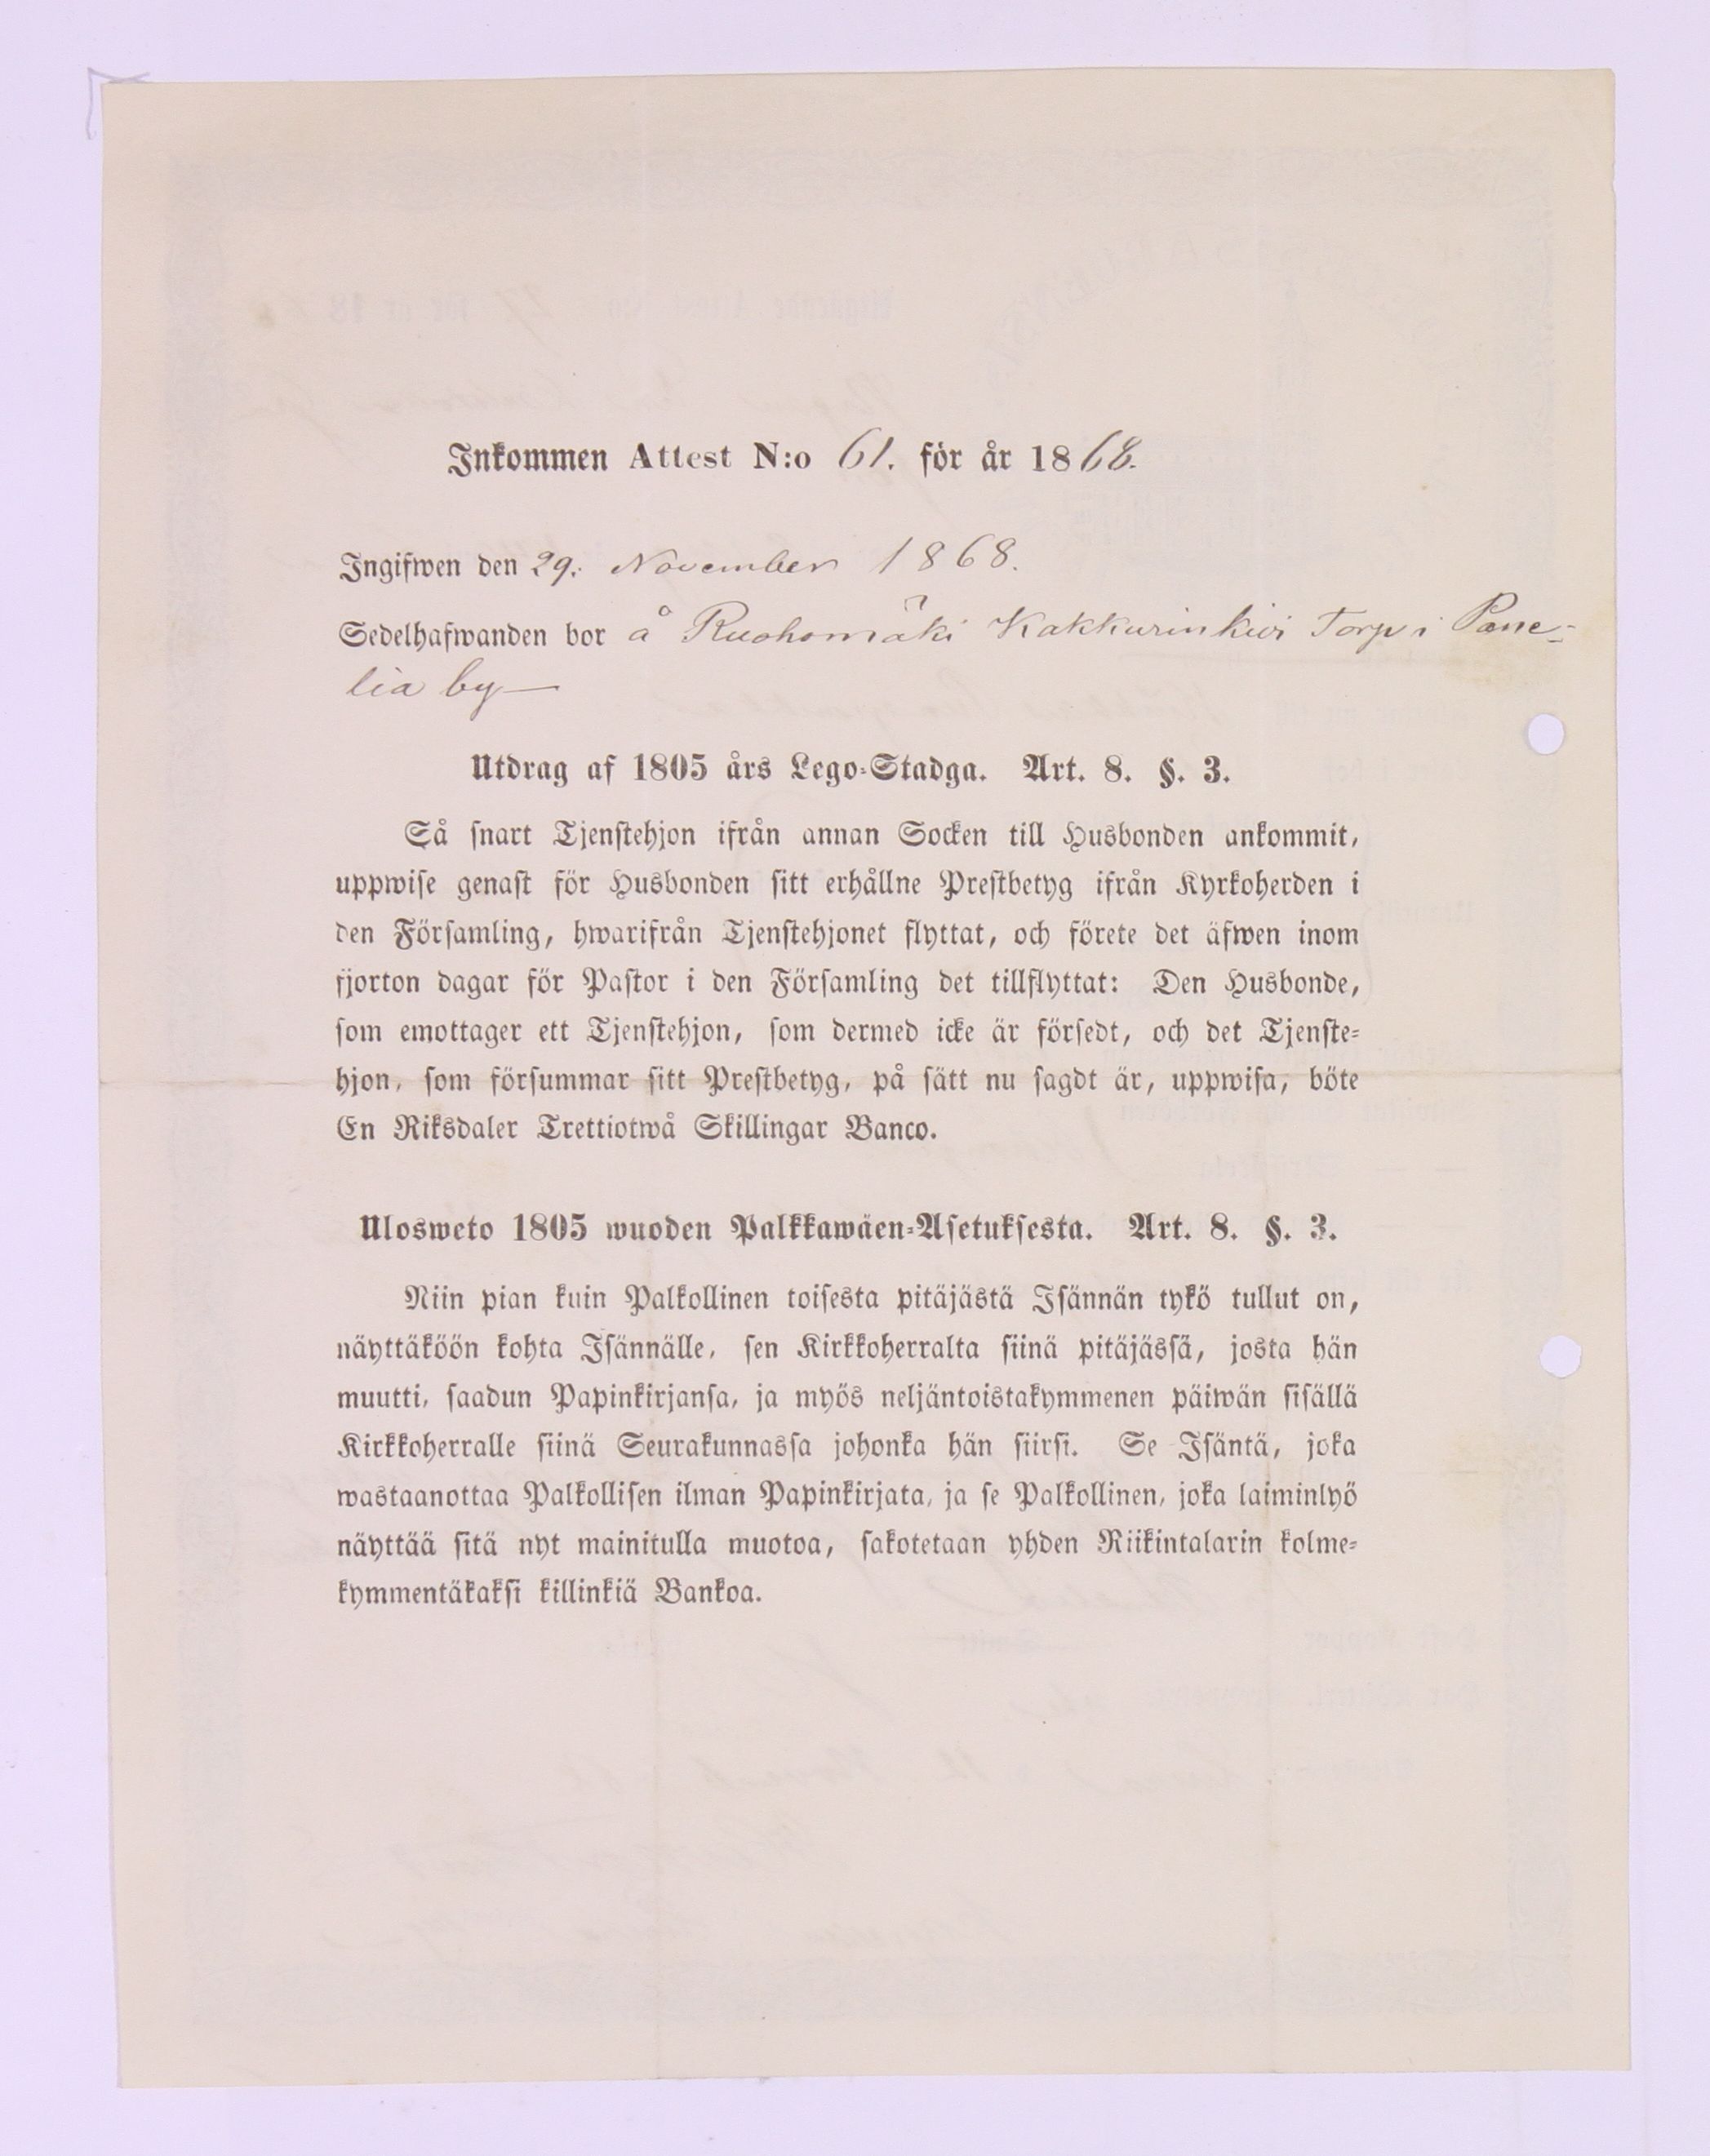 Inkommen Attest N:o 61. för år 1868.
Ingifwen den 29. November 1868.
Sedelhafwanden bor å Ruohomäki Kakkurinkivi Torp i Pane-
lia by
Utdrag af 1805 års Lego-Stadga. Art. 8. §. 3.
Så snart Tjenstehjon ifrån annan Socken till Husbonden ankommit,
uppwise genast för Husbonden sitt erhållne Prestbetyg ifrån Kyrkoherden i
den Församling, hwarifrån Tjenstehjonet flyttat, och förete det äfwen inom
fjorton dagar för Pastor i den Församling det tillflyttat: Den Husbonde,
som emottager ett Tjenstehjon, som dermed icke är försedt, och det Tjenste-
hjon, som försummar sitt Prestbetyg, på sätt nu sagdt är, uppwisa, böte
En Riksdaler Trettiotwå Skillingar Banco.
Ulosweto 1805 wuoden Palkkawäen-Asetuksesta. Art. 8. §. 3.
Niin pian kuin Palkollinen toisesta pitäjästä Isännän tykö tullut on,
näyttäköön kohta Isännälle, sen Kirkkoherralta siinä pitäjässä, josta hän
muutti, saadun Papinkirjansa, ja myös neljäntoistakymmenen päiwän sisällä
Kirkkoherralle siinä Seurakunnassa johonka hän siirsi. Se Isäntä, joka
wastaanottaa Palkollisen ilman Papinkirjata, ja se Palkollinen, joka laiminlyö
näyttää sitä nyt mainitulla muotoa, sakotetaan yhden Riikintalarin kolme-
kymmentäkaksi killinkiä Bankoa.